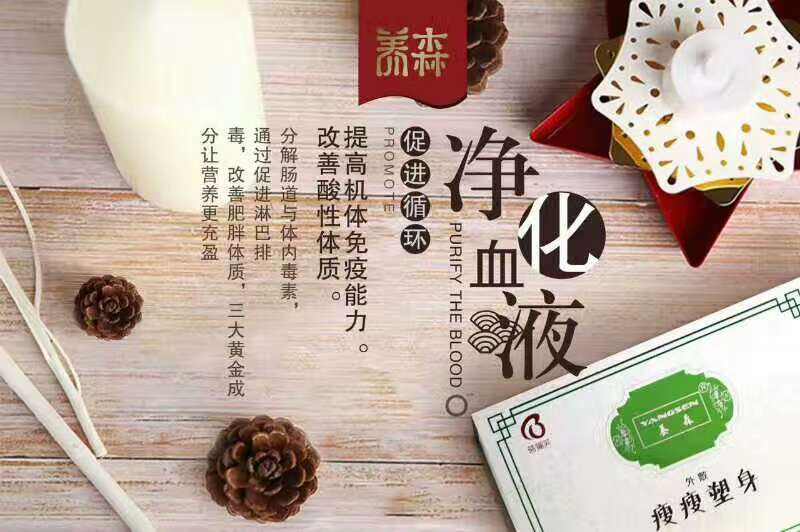 养森
净化血液
PURIFY THE BLOOD
促进循环
PROMOTE
提高机体免疫能力。
改善酸性体质。
分解肠道与体内毒素，
通过促进淋巴排
毒，改善肥胖体质，三大黄金成
分让营养更充盈
养森
外敷
瘦瘦塑身